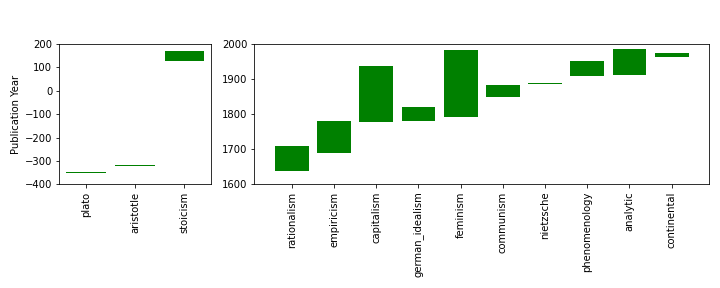 Publication Year
200
100
0
−100
−200
−300
−400
plato
aristotle
stoicism
2000
1900
1800
1700
1600
rationalism
empiricism
capitalism
german_idealism
feminism
communism
nietzsche
phenomenology
analytic
continental